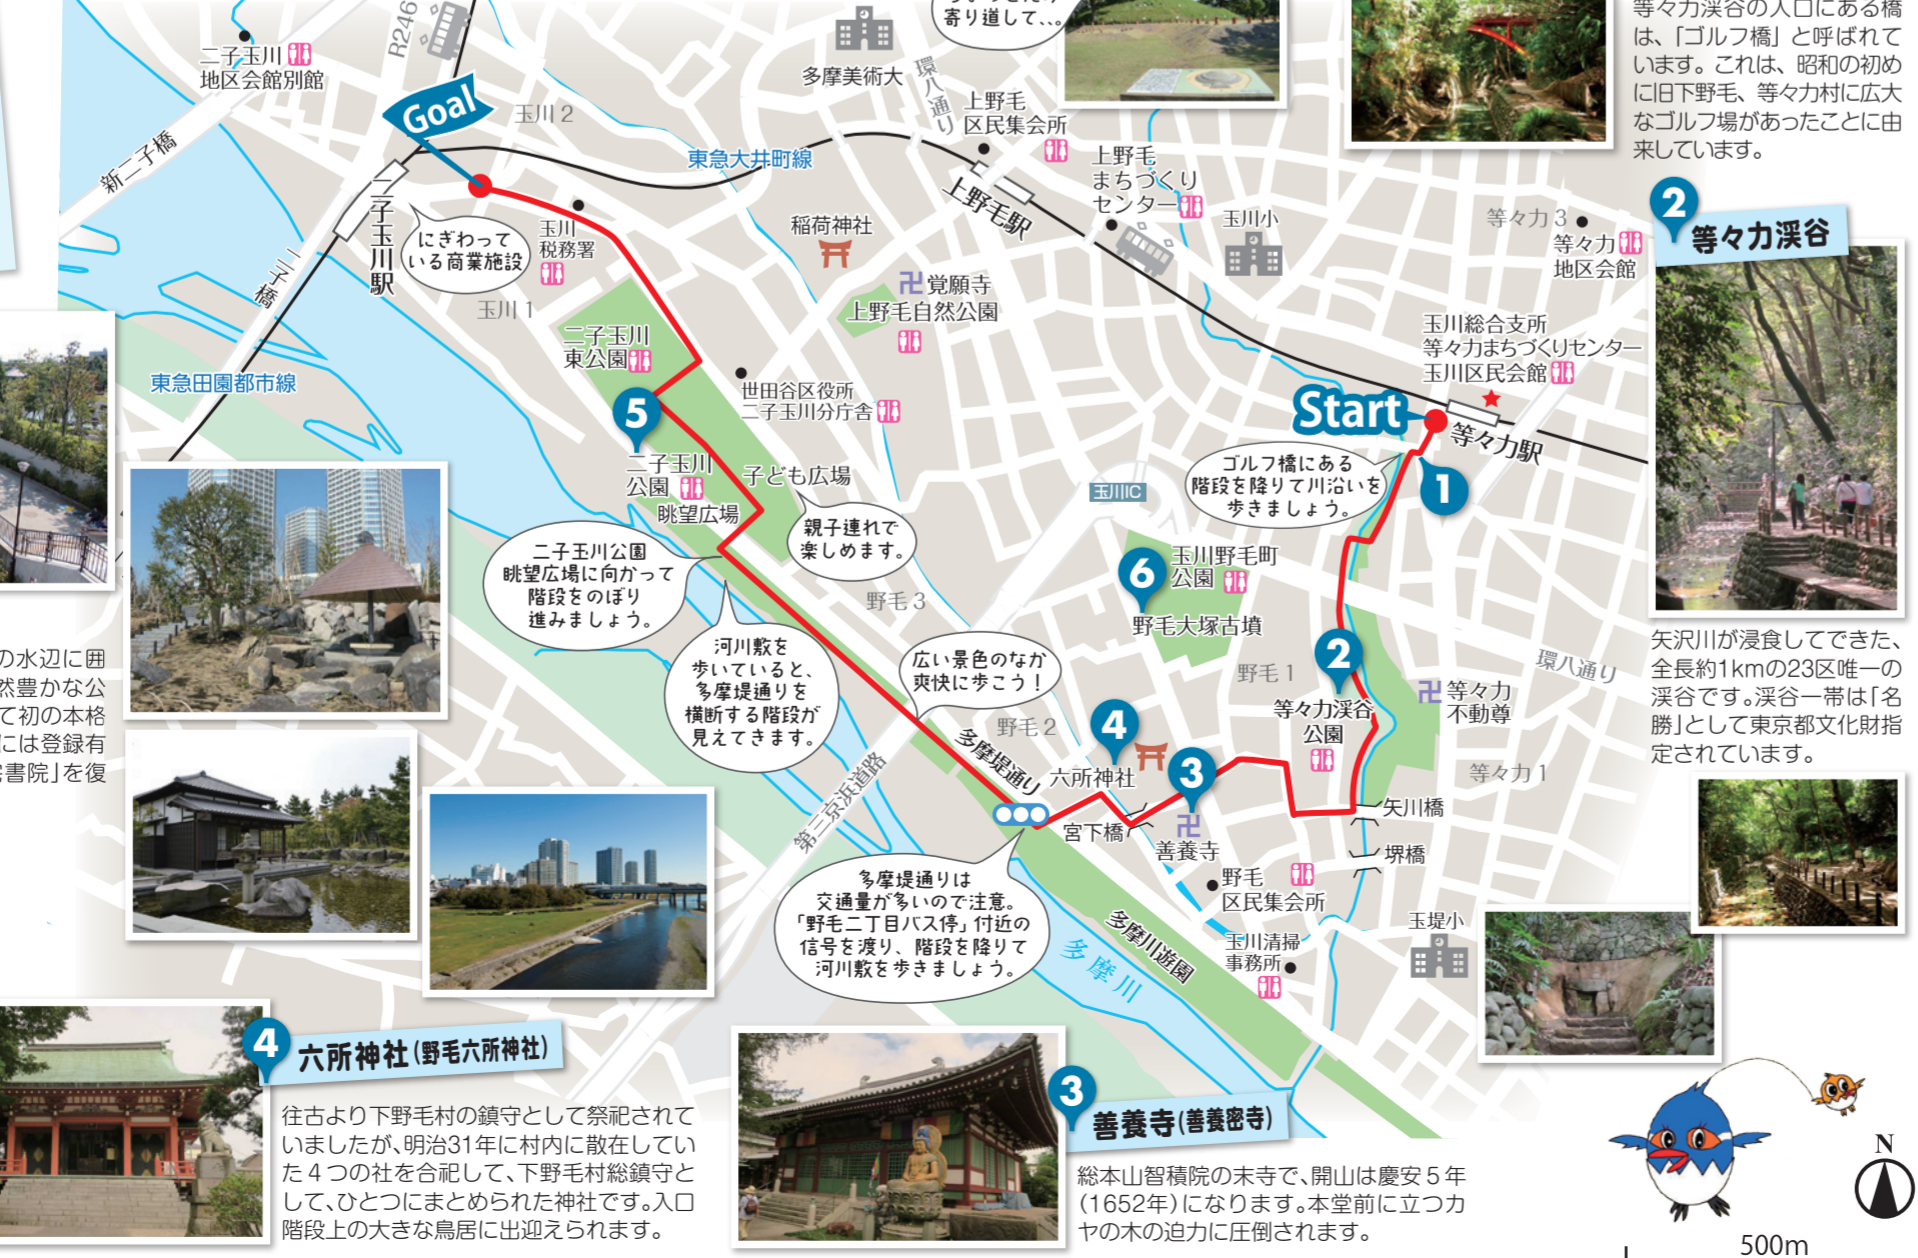 寄り道して、、。
等々力渓谷の入口にある橋
は、「ゴルフ橋」と呼ばれて
います。これは、昭和の初め
に旧下野毛、等々力村に広大
なゴルフ場があったことに由
来しています。
二子玉川
地区会館別館
R246
Goal
玉川2
多摩美術大
環八通り
上野毛
区民集会所
東急大井町線
上野毛
まちづくり
センター
上野毛駅
玉川小
等々力3
等々力
地区会館
2
等々力渓谷
新二子橋
二子橋
二子玉川駅
にぎわって
いる商業施設
玉川
税務署
玉川1
稲荷神社
覚願寺
上野毛自然公園
二子玉川
東公園
東急田園都市線
世田谷区役所
二子玉川分庁舎
玉川総合支所
等々力まちづくりセンター
玉川区民会館
Start
等々力駅
1
ゴルフ橋にある
階段を降りて川沿いを
歩きましょう。
5
二子玉川
公園
眺望広場
子ども広場
親子連れで
楽しめます。
玉川IC
6
玉川野毛町
公園
野毛大塚古墳
二子玉川公園
眺望広場に向かって
階段をのぼり
進みましょう。
野毛3
河川敷を
歩いていると、
多摩堤通りを
横断する階段が
見えてきます。
広い景色のなか
爽快に歩こう!
野毛1
2
等々力渓谷
公園
等々力
不動尊
環八通り
等々力1
矢沢川が浸食してできた、
全長約1kmの23区唯一の
渓谷です。渓谷一帯は「名
勝」として東京都文化財指
定されています。
の水辺に囲
然豊かな公
て初の本格
には登録有
書院」を復
野毛2
4
六所神社
3
善養寺
宮下橋
多摩堤通り
第三京浜道路
矢川橋
堺橋
野毛
区民集会所
多摩堤通りは
交通量が多いので注意。
「野毛二丁目バス停」付近の
信号を渡り、階段を降りて
河川敷を歩きましょう。
多摩川
多摩川遊園
玉川清掃
事務所
玉堤小
4
六所神社(野毛六所神社)
往古より下野毛村の鎮守として祭祀されて
いましたが、明治31年に村内に散在してい
た4つの社を合祀して、下野毛村総鎮守と
して、ひとつにまとめられた神社です。入口
階段上の大きな鳥居に出迎えられます。
3
善養寺(善養密寺)
総本山智積院の末寺で、開山は慶安5年
(1652年)になります。本堂前に立つカ
ヤの木の迫力に圧倒されます。
N
500m